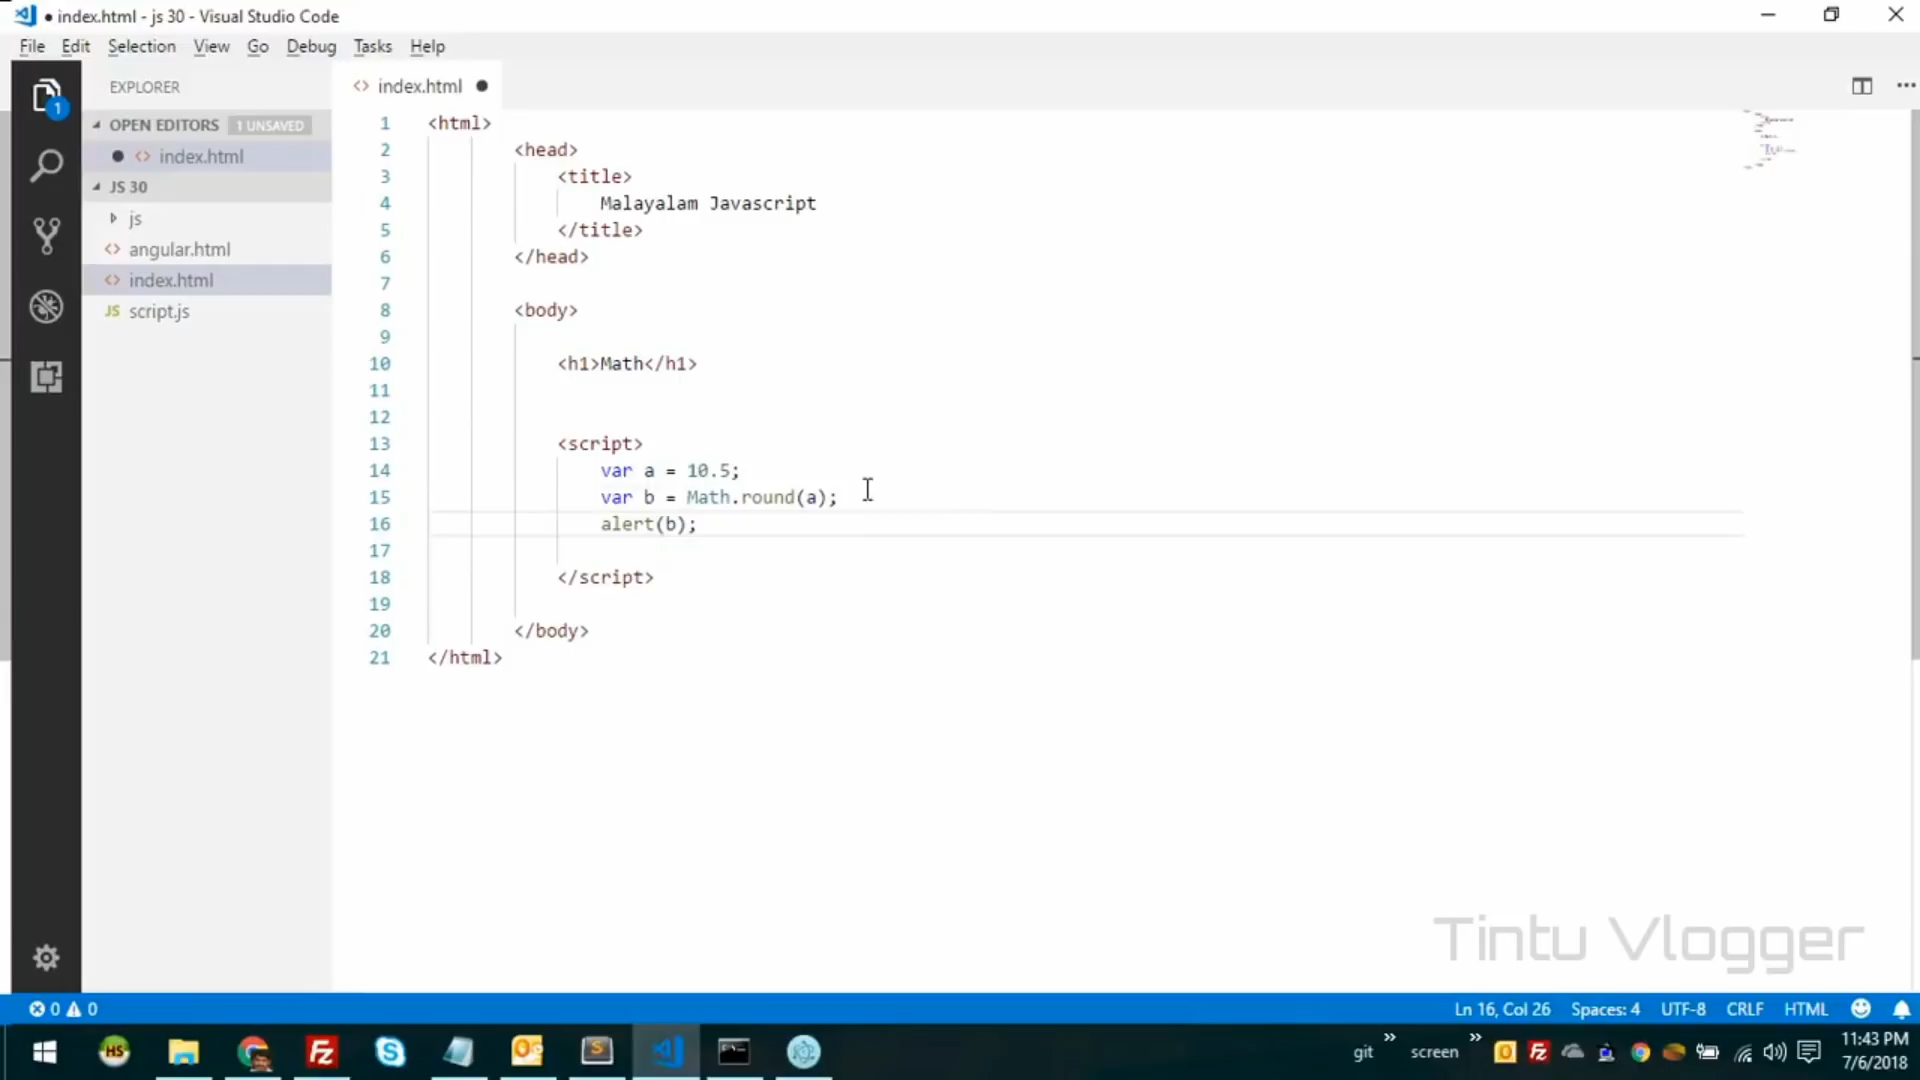 index.html - js 30 - Visual Studio Code
File Edit Selection View Go Debug Tasks Help
EXPLORER
OPEN EDITORS 1 UNSAVED
index.html
JS 30
js
angular.html
index.html
JS script.js
1
index.html
1 <html>
2 <head>
3 <title>
4 Malayalam Javascript
5 </title>
6 </head>
7
8 <body>
9
10 <h1>Math</h1>
11
12
13 <script>
14 var a = 10.5;
15 var b = Math.round(a);
16 alert(b);
17
18 </script>
19
20 </body>
21 </html>
Tintu Vlogger
0 0 Ln 16, Col 26 Spaces: 4 UTF-8 CRLF HTML
HS Fz S git screen Fz 11:43 PM
7/6/2018